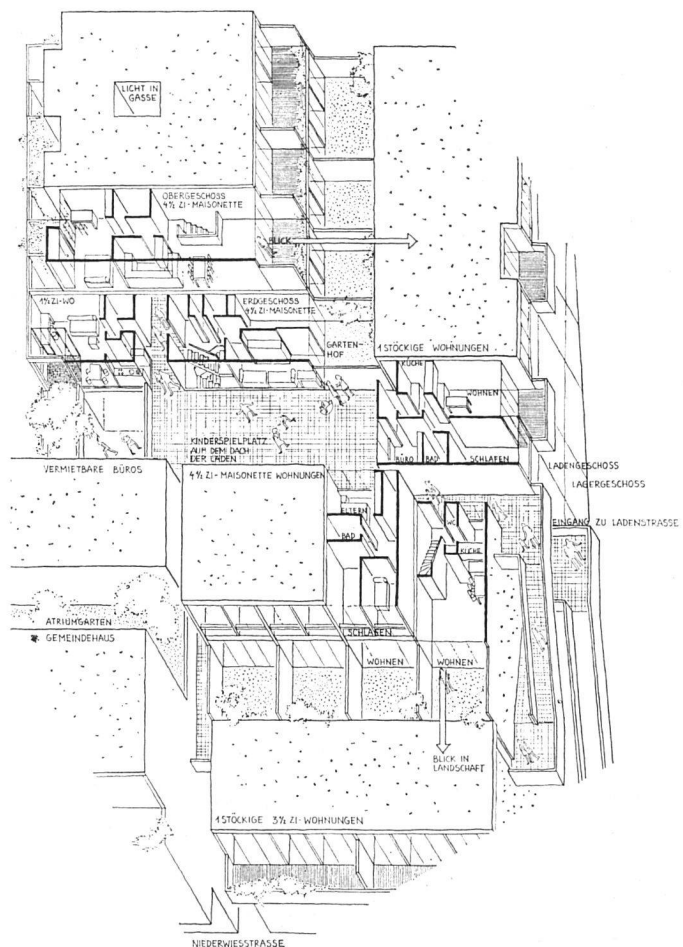 LICHT IN
GASSE
OBERGESCHOSS
4½ ZI-MAISONETTE
BLICK
1½ ZI-WO
ERDGESCHOSS
4½ ZI-MAISONETTE
GARTEN-
HOF
1STÖCKIGE WOHNUNGEN
KÜCHE
WOHNEN
KINDERSPIELPLATZ
AUF DEM DACH
DER LÄDEN
BÜRO
BAD
SCHLAFEN
VERMIETBARE BÜROS
4½ ZI-MAISONETTE WOHNUNGEN
LADENGESCHOSS
LAGERGESCHOSS
ELTERN
BAD
WC
KÜCHE
EINGANG ZU LADENSTRASSE
ATRIUMGARTEN
GEMEINDEHAUS
SCHLAFEN
WOHNEN
WOHNEN
BLICK IN
LANDSCHAFT
1STÖCKIGE 3½ ZI-WOHNUNGEN
NIEDERWIESSTRASSE